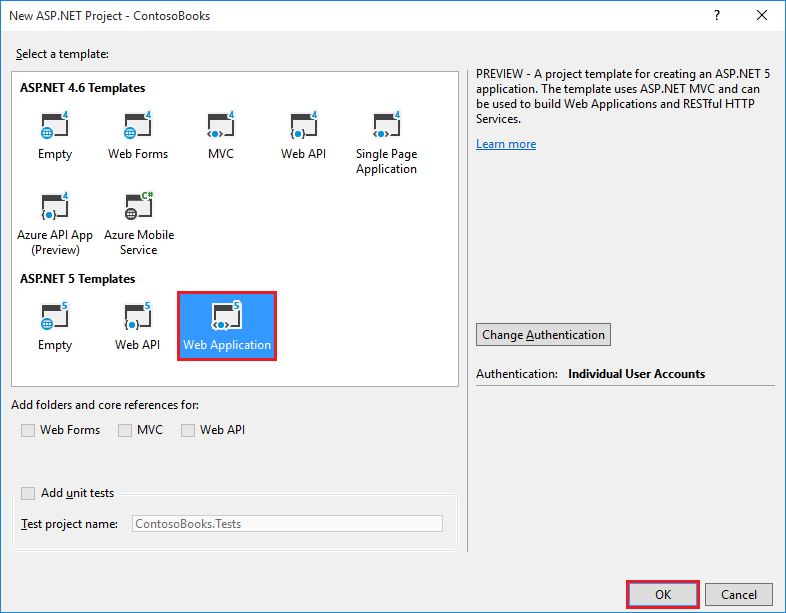 New ASP.NET Project - ContosoBooks
?
Select a template:
ASP.NET 4.6 Templates
4 4 4 4 4
Empty Web Forms MVC Web API Single Page
Application
4 C#
Azure API App Azure Mobile
(Preview) Service
ASP.NET 5 Templates
5 5 5
Empty Web API Web Application
PREVIEW - A project template for creating an ASP.NET 5
application. The template uses ASP.NET MVC and can
be used to build Web Applications and RESTful HTTP
Services.
Learn more
Change Authentication
Authentication: Individual User Accounts
Add folders and core references for:
Web Forms MVC Web API
Add unit tests
Test project name: ContosoBooks.Tests
OK Cancel